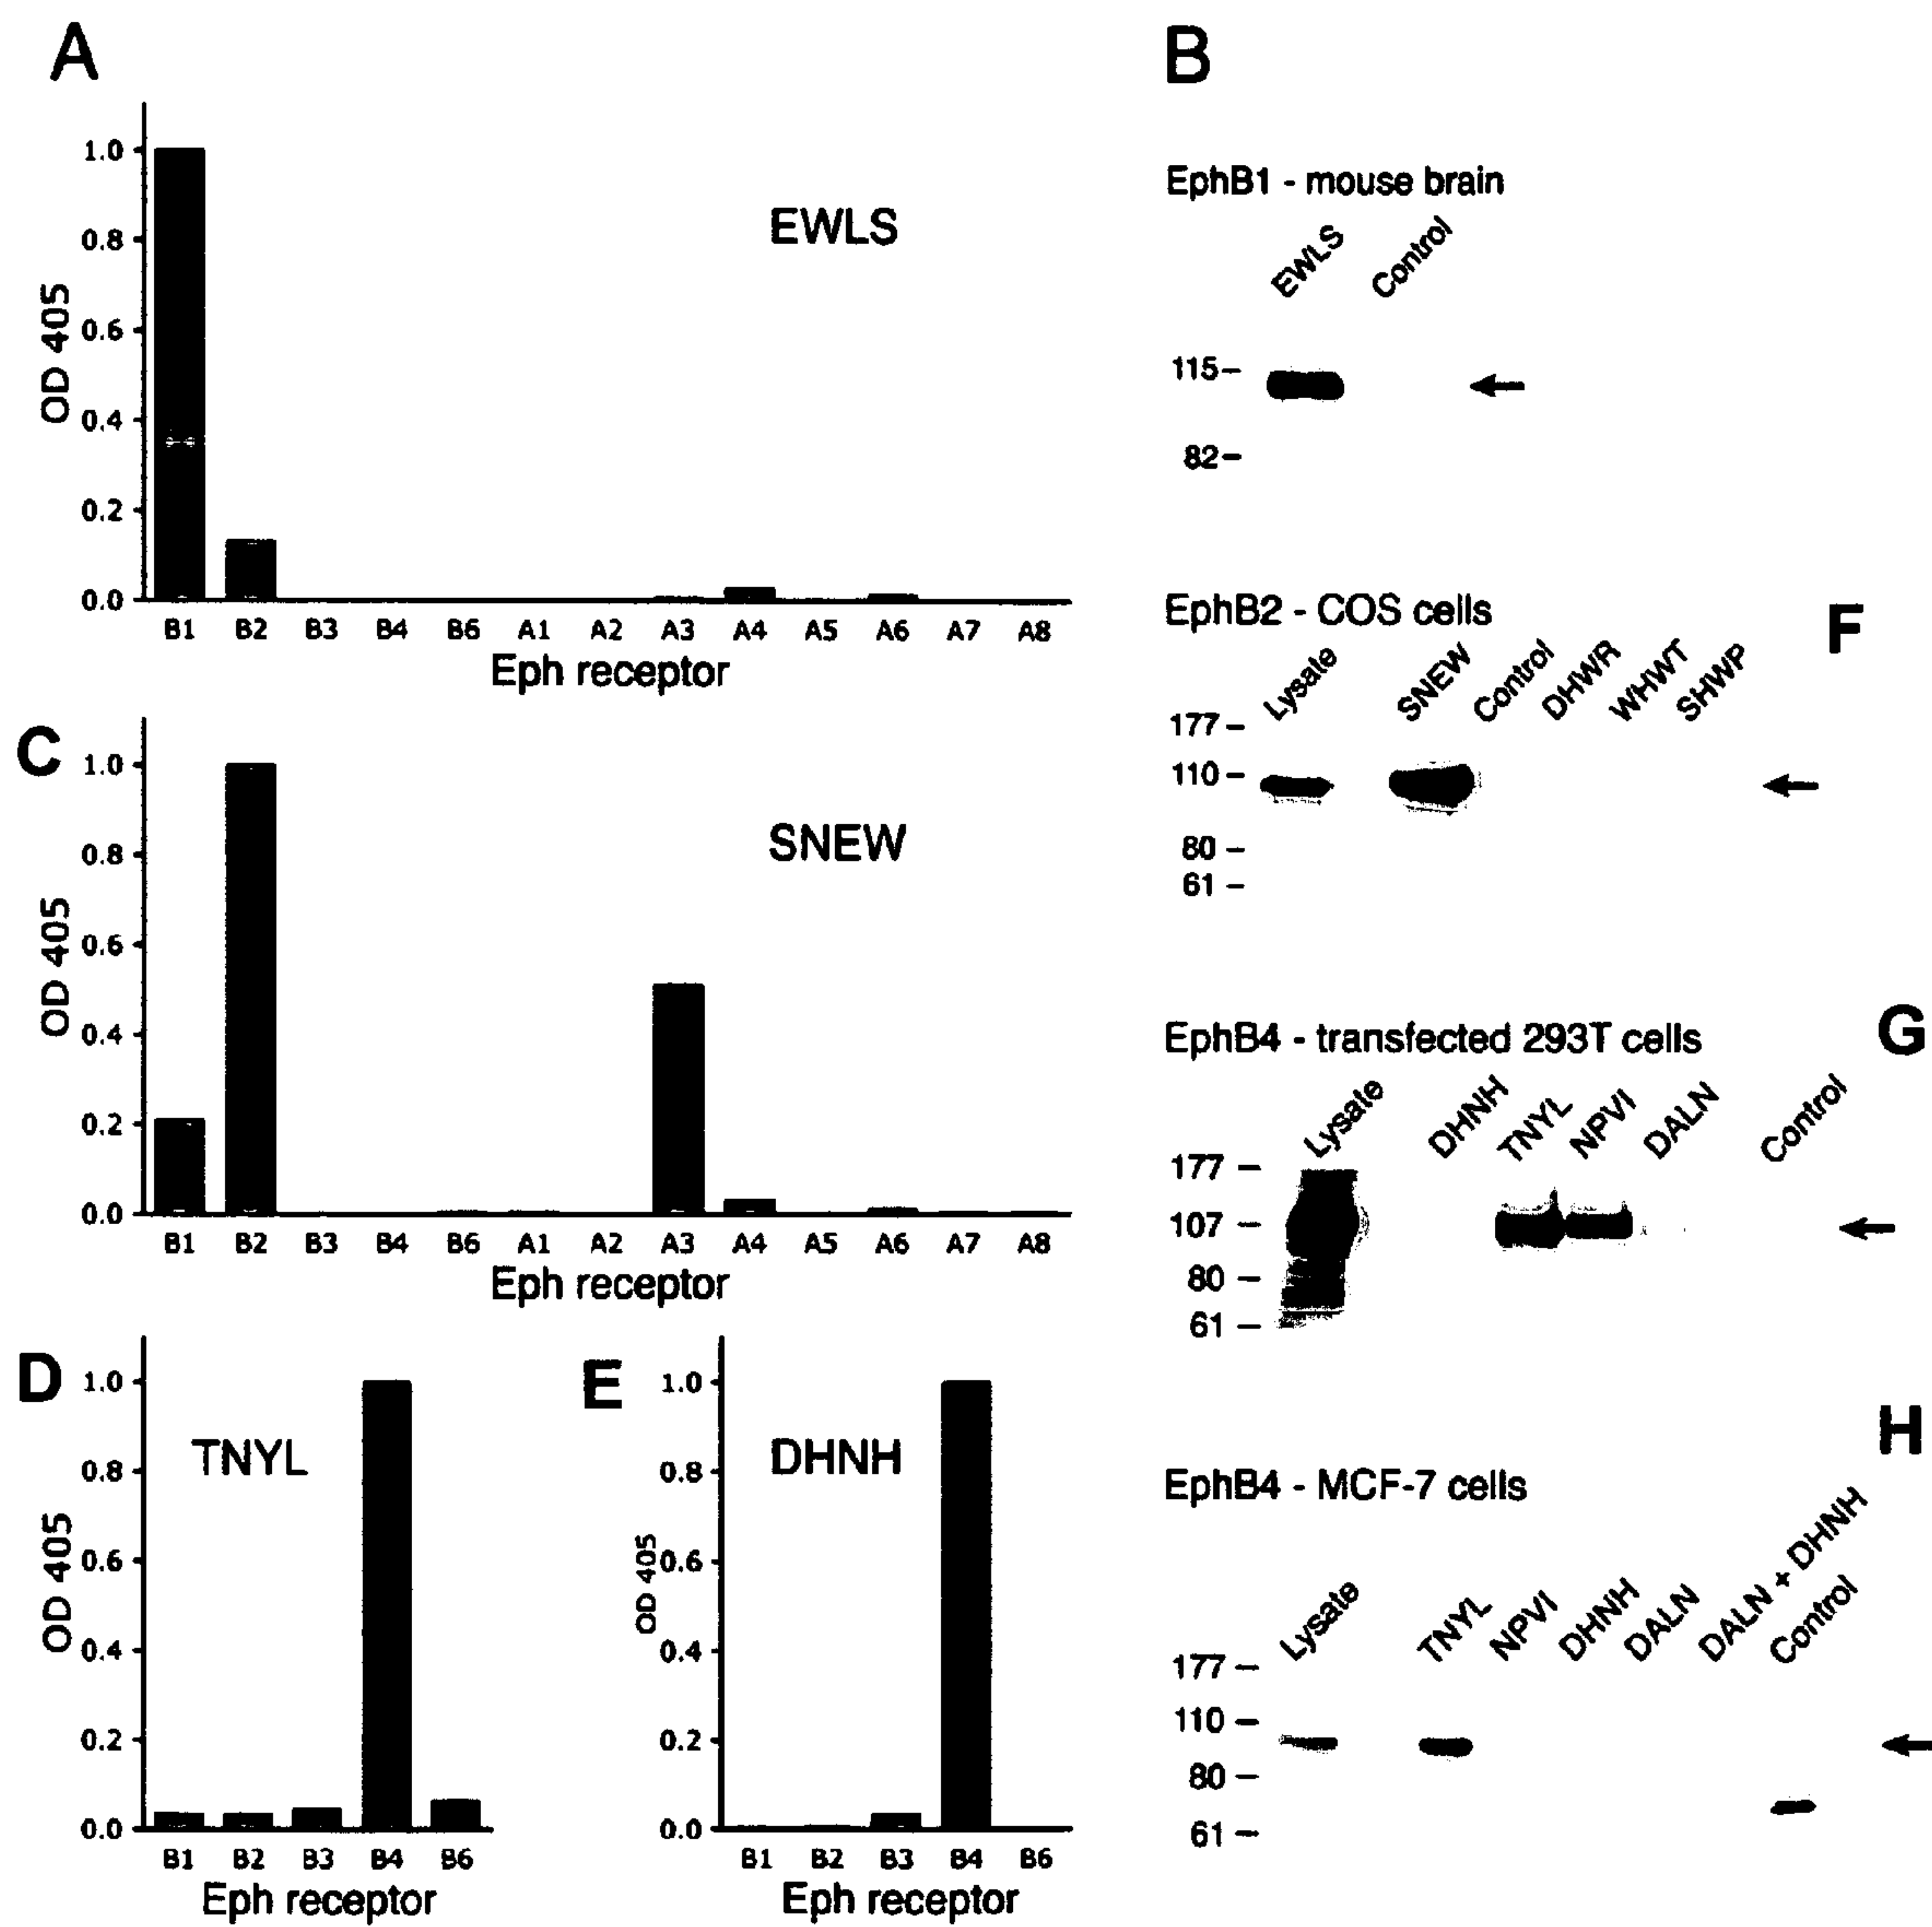 A
1.0
0.8
0.6
0.4
0.2
0.0
OD 405
EWLS
B1 B2 B3 B4 B6 A1 A2 A3 A4 A5 A6 A7 A8
Eph receptor
B
EphB1 - mouse brain
EWLS Control
115
82
C
1.0
0.8
0.6
0.4
0.2
0.0
OD 405
SNEW
B1 B2 B3 B4 B6 A1 A2 A3 A4 A5 A6 A7 A8
Eph receptor
F
EphB2 - COS cells
Lysate SNEW Control DHWR WHWT SHWP
177
110
80
61
D
1.0
0.8
0.6
0.4
0.2
0.0
OD 405
TNYL
B1 B2 B3 B4 B6
Eph receptor
E
1.0
0.8
0.6
0.4
0.2
0.0
OD 405
DHNH
B1 B2 B3 B4 B6
Eph receptor
G
EphB4 - transfected 293T cells
Lysate DHNH TNYL NPVI DALN Control
177
107
80
61
H
EphB4 - MCF-7 cells
Lysate TNYL NPVI DHNH DALN DALN + DHNH Control
177
110
80
61